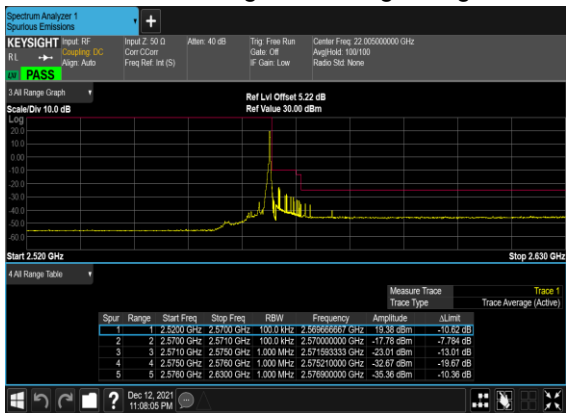 Spectrum Analyzer 1
Spurious Emissions
KEYSIGHT Input: RF Input Z: 50 Ω Atten: 40 dB Trig: Free Run Center Freq: 22.005000000 GHz
RL Coupling: DC Corr CCorr Gate: Off Avg|Hold: 100/100
Align: Auto Freq Ref: Int (S) IF Gain: Low Radio Std: None
LW PASS
3 All Range Graph
Ref Lvl Offset 5.22 dB
Scale/Div 10.0 dB Ref Value 30.00 dBm
Log
20.0
10.0
0.00
-10.0
-20.0
-30.0
-40.0
-50.0
-60.0
Start 2.520 GHz Stop 2.630 GHz
4 All Range Table
Measure Trace Trace 1
Trace Type Trace Average (Active)
Spur Range Start Freq Stop Freq RBW Frequency Amplitude ΔLimit
1 1 2.5200 GHz 2.5700 GHz 100.0 kHz 2.569666667 GHz 19.38 dBm -10.62 dB
2 2 2.5700 GHz 2.5710 GHz 100.0 kHz 2.570000000 GHz -17.78 dBm -7.784 dB
3 3 2.5710 GHz 2.5750 GHz 1.000 MHz 2.571593333 GHz -23.01 dBm -13.01 dB
4 4 2.5750 GHz 2.5760 GHz 1.000 MHz 2.575210000 GHz -32.67 dBm -19.67 dB
5 5 2.5760 GHz 2.6300 GHz 1.000 MHz 2.576900000 GHz -35.36 dBm -10.36 dB
Dec 12, 2021
11:08:05 PM